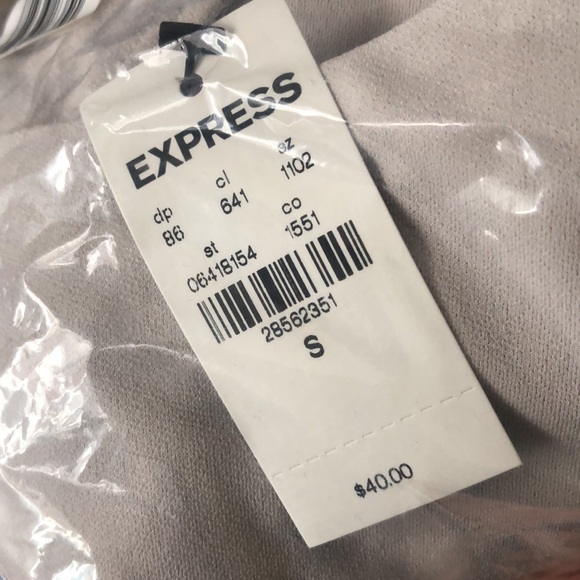 EXPRESS
dp cl sz
86 641 1102
st co
06418154 1551
28562351
S
$40.00